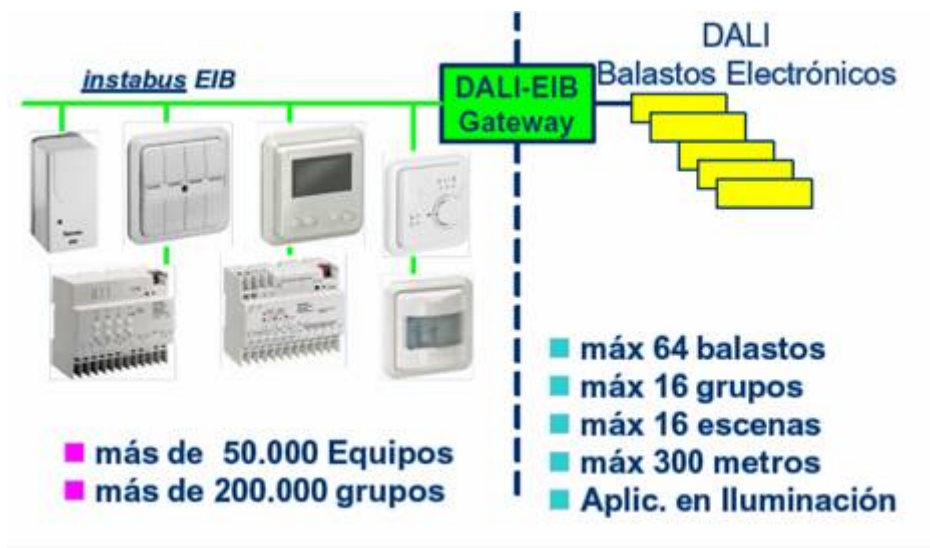 instabus EIB
DALI
Balastos Electrónicos
DALI-EIB
Gateway
máx 64 balastos
máx 16 grupos
máx 16 escenas
máx 300 metros
Aplic. en Iluminación
más de 50.000 Equipos
más de 200.000 grupos